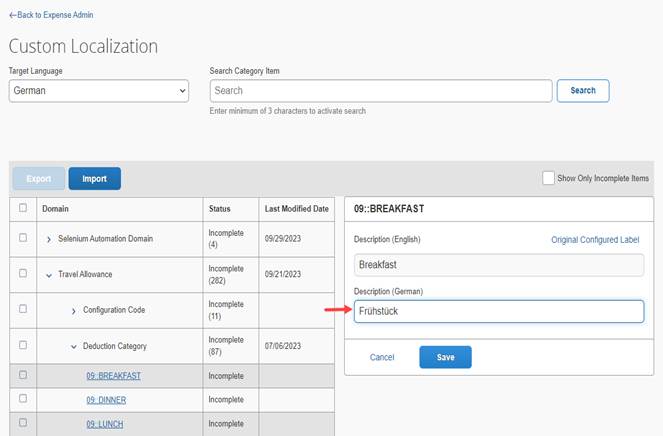 ←Back to Expense Admin
Custom Localization
Target Language
Search Category Item
German
Search
Search
Enter minimum of 3 characters to activate search
Export
Import
Show Only Incomplete Items
Domain
Status
Last Modified Date
Selenium Automation Domain
Incomplete
(4)
09/29/2023
Travel Allowance
Incomplete
(282)
09/21/2023
Configuration Code
Incomplete
(11)
Deduction Category
Incomplete
(87)
07/06/2023
09::BREAKFAST
Incomplete
09::DINNER
Incomplete
09::LUNCH
Incomplete
09::BREAKFAST
Description (English)
Original Configured Label
Breakfast
Description (German)
Frühstück
Cancel
Save